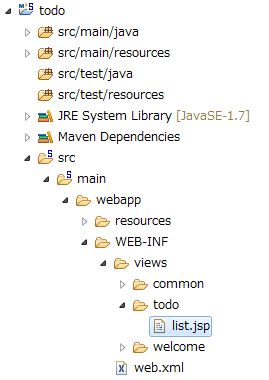 todo
src/main/java
src/main/resources
src/test/java
src/test/resources
JRE System Library [JavaSE-1.7]
Maven Dependencies
src
main
webapp
resources
WEB-INF
views
common
todo
list.jsp
welcome
web.xml